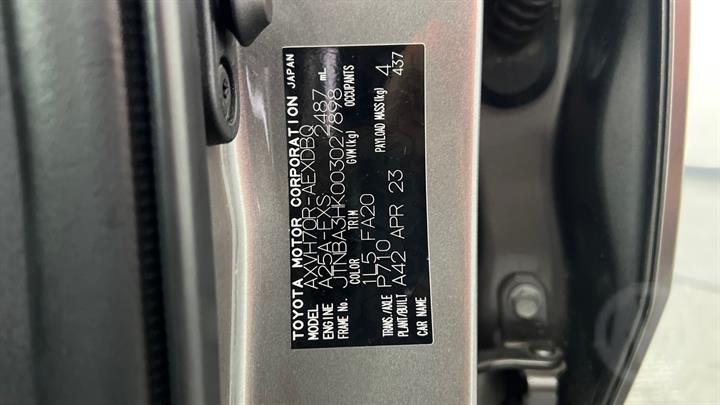 TOYOTA MOTOR CORPORATION JAPAN
MODEL AXVH70R-AEXDBQ
ENGINE A25A-EXS 2487 mL
FRAME No. JTNBA3HK003027898
COLOR TRIM GVM(kg) OCCUPANTS
1L5 FA20 4
TRANS./AXLE P710 PAYLOAD MASS(kg) 437
PLANT/BUILT A42 APR 23
CAR NAME